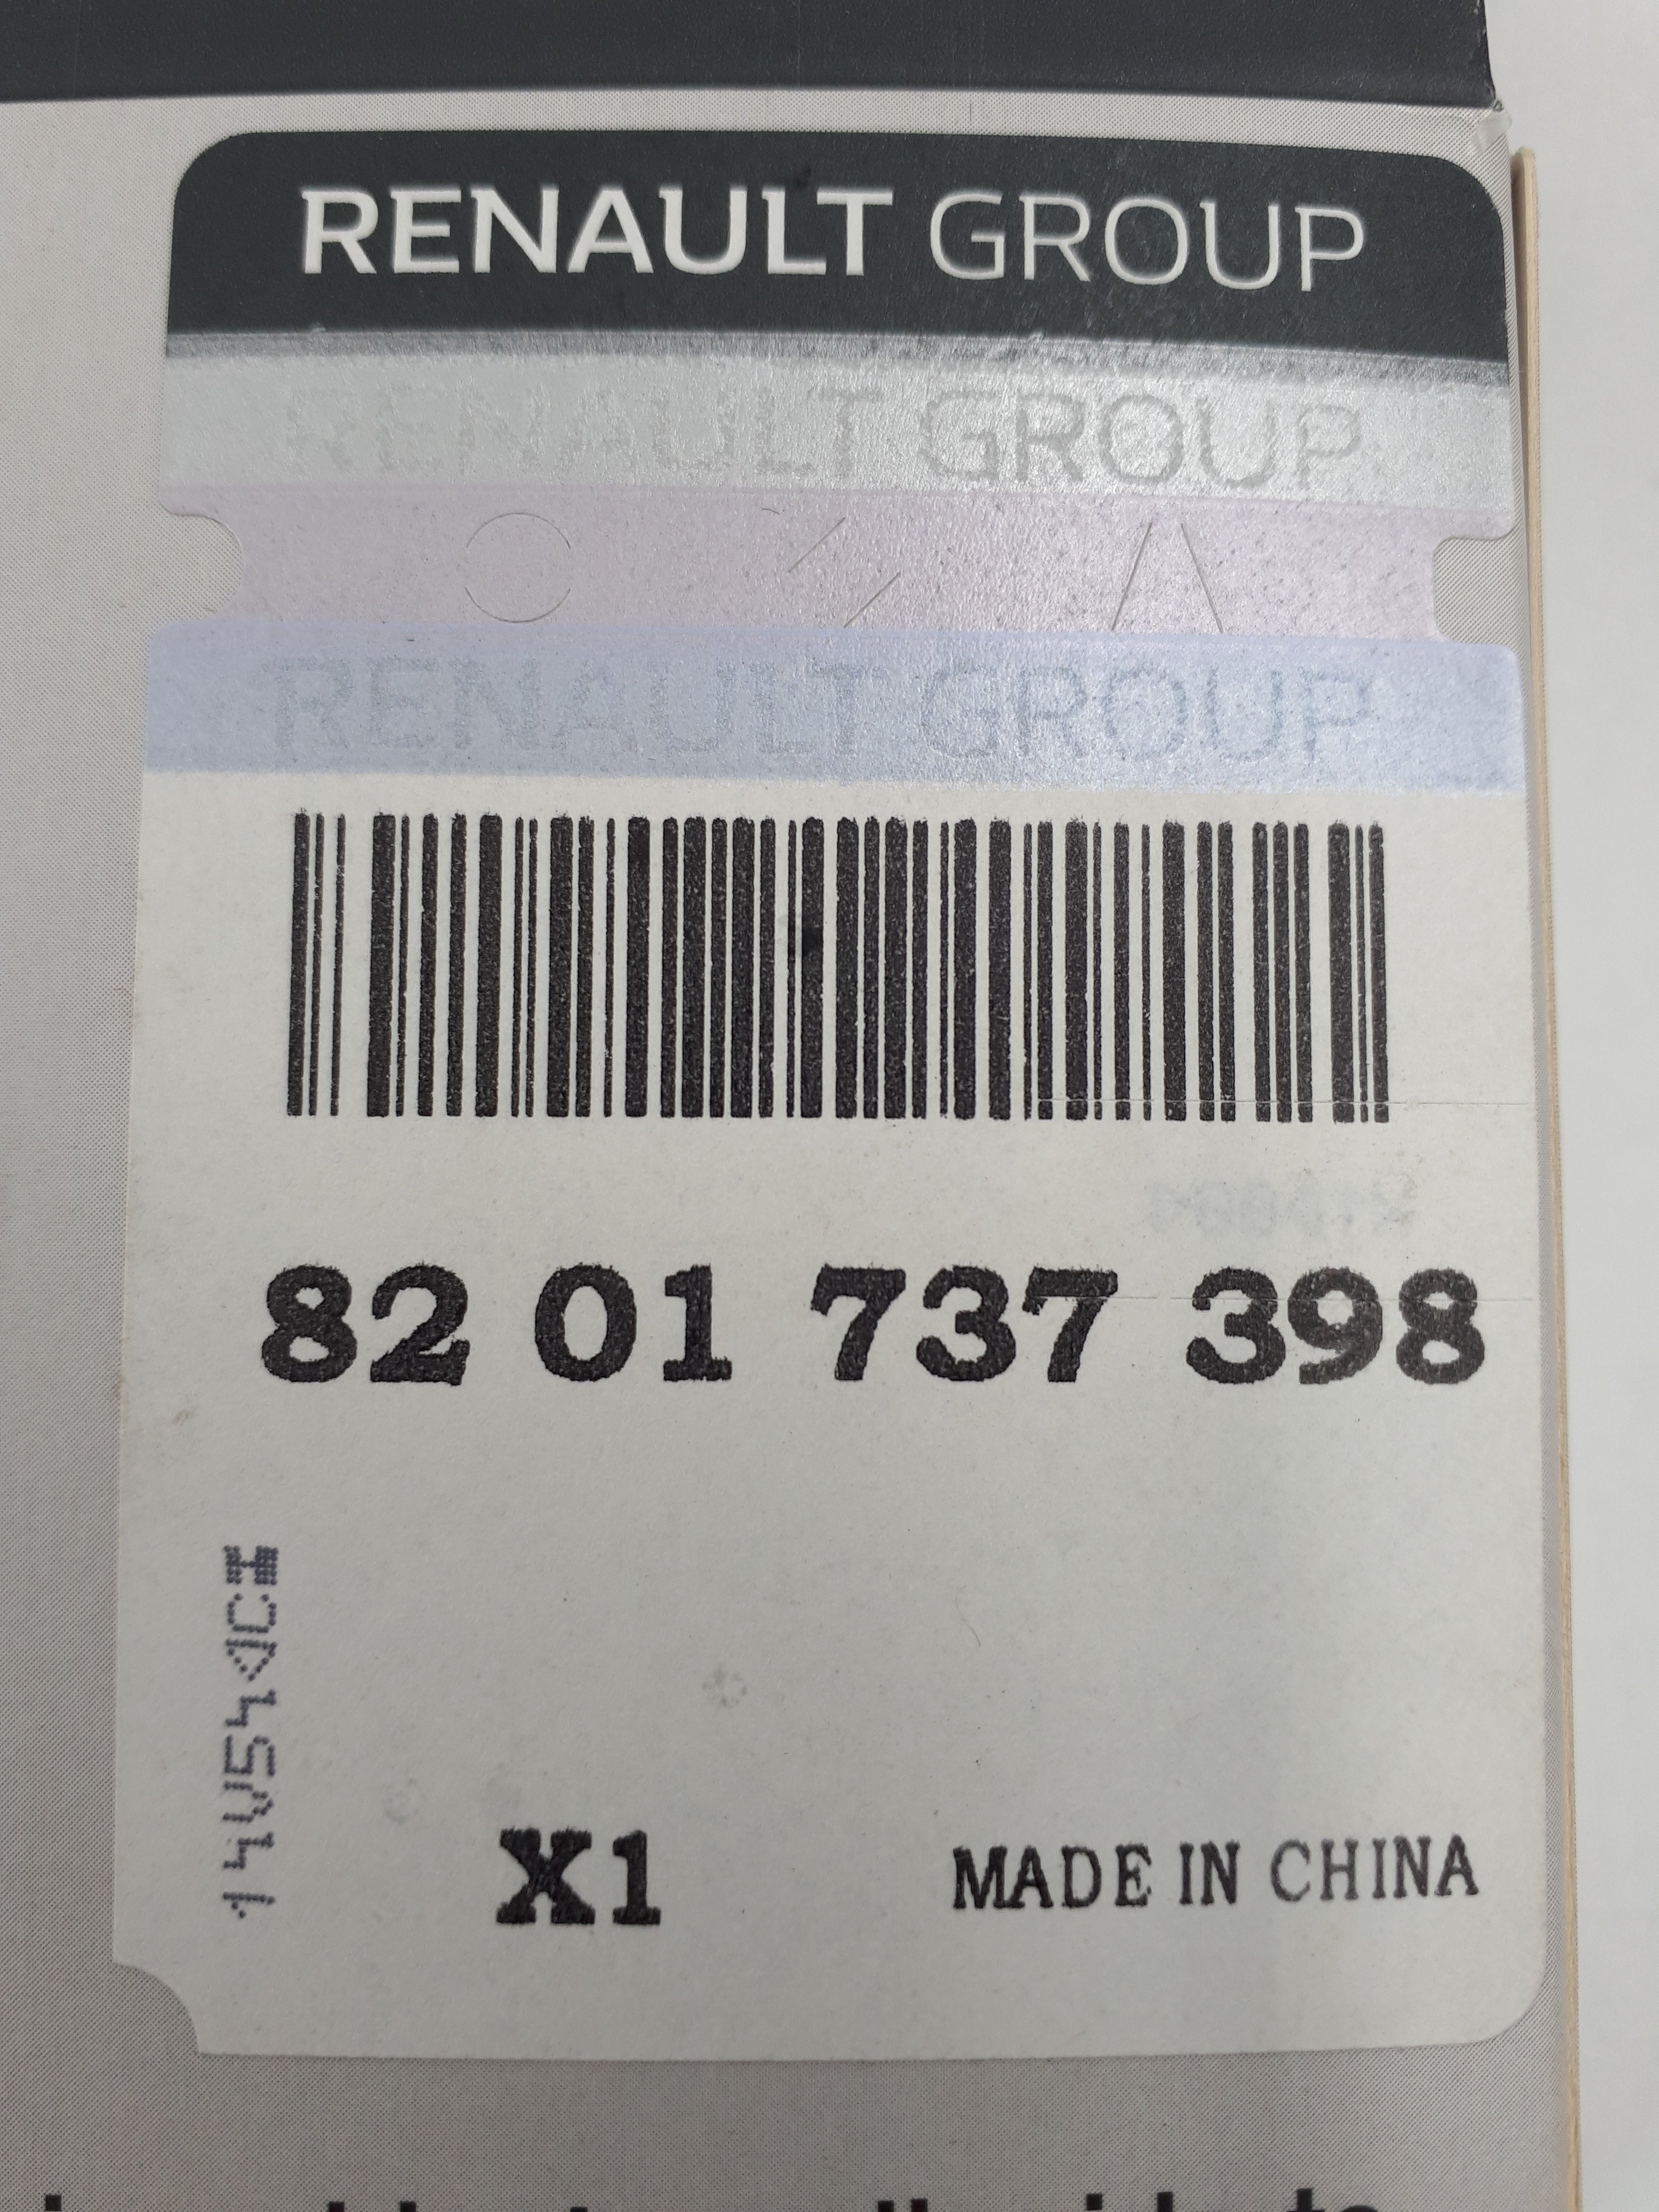 RENAULT GROUP
RENAULT GROUP
RENAULT GROUP
82 01 737 398
X1
MADE IN CHINA